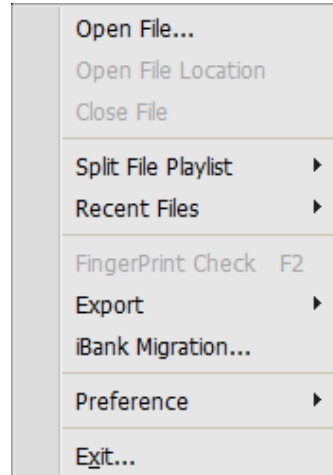 Open File...
Open File Location
Close File
Split File Playlist
Recent Files
FingerPrint Check F2
Export
iBank Migration...
Preference
Exit...